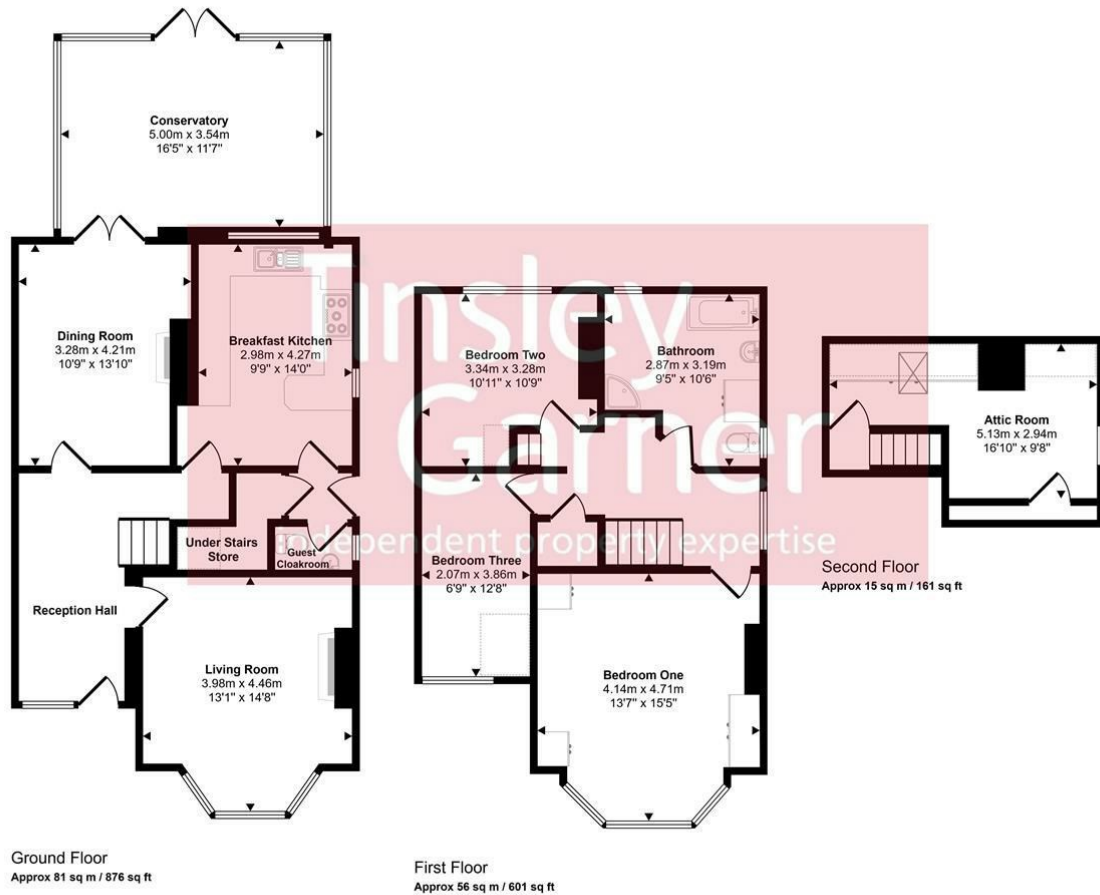 Conservatory
5.00m x 3.54m
16'5" x 11'7"
Dining Room
3.28m x 4.21m
10'9" x 13'10"
Breakfast Kitchen
2.98m x 4.27m
9'9" x 14'0"
Under Stairs
Store
Guest
Cloakroom
Reception Hall
Living Room
3.98m x 4.46m
13'1" x 14'8"
Ground Floor
Approx 81 sq m / 876 sq ft
Tinsley
Garner
independent property expertise
Bedroom Two
3.34m x 3.28m
10'11" x 10'9"
Bathroom
2.87m x 3.19m
9'5" x 10'6"
Bedroom Three
2.07m x 3.86m
6'9" x 12'8"
Bedroom One
4.14m x 4.71m
13'7" x 15'5"
First Floor
Approx 56 sq m / 601 sq ft
Attic Room
5.13m x 2.94m
16'10" x 9'8"
Second Floor
Approx 15 sq m / 161 sq ft